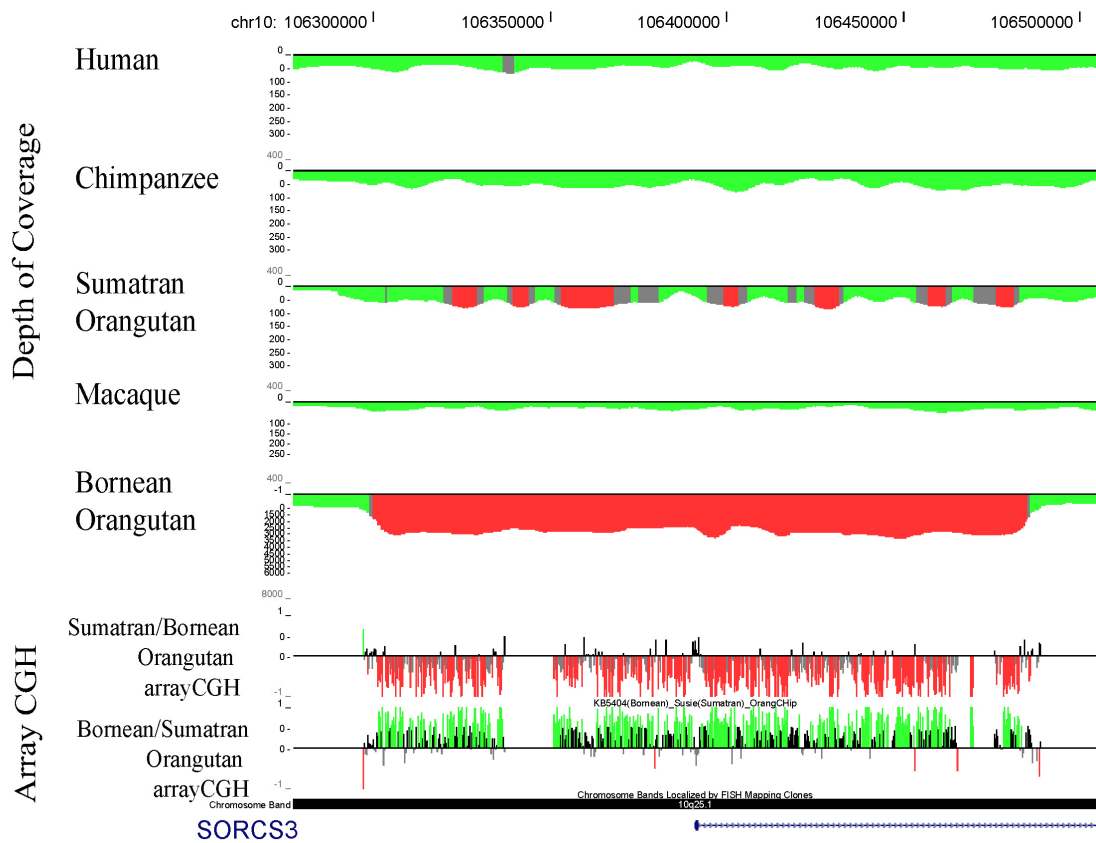 chr10: 106300000 106350000 106400000 106450000 106500000
Depth of Coverage
Human
0
0
100
150
200
250
300
400
Chimpanzee
0
0
100
150
200
250
300
400
Sumatran
Orangutan
0
0
100
150
200
250
300
400
Macaque
0
100
150
200
250
400
Bornean
Orangutan
-1
0
1500
2000
2500
3000
3500
4000
4500
5000
5500
6000
8000
Array CGH
Sumatran/Bornean
Orangutan
arrayCGH
1
0
0
-1
KB5404(Bornean)_Susie(Sumatran)_OrangCHip
Bornean/Sumatran
Orangutan
arrayCGH
1
0
0
-1
Chromosome Bands Localized by FISH Mapping Clones
Chromosome Band 10q25.1
SORCS3